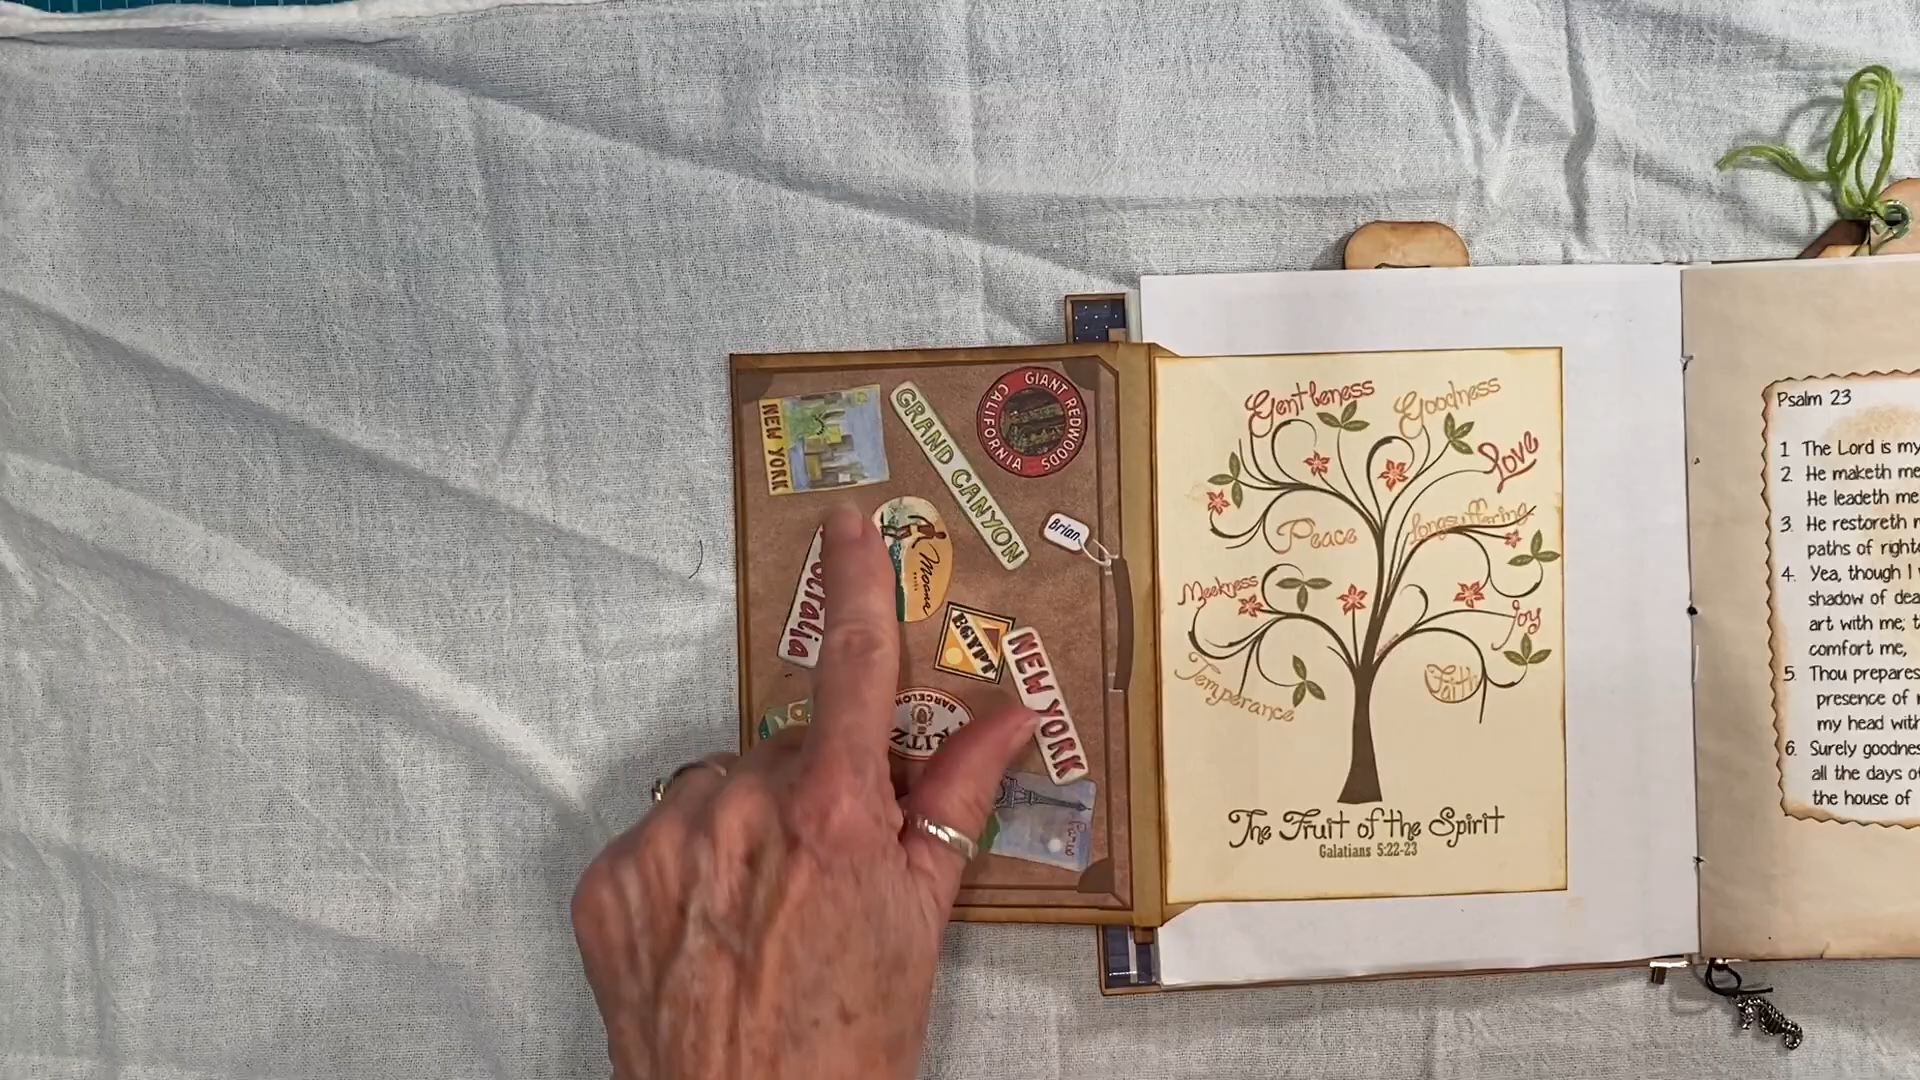 NEW YORK
GRAND CANYON
GIANT REDWOODS
CALIFORNIA
Brian
Moana
EGYPT
NEW YORK
BARCELON
RITZ
Gentleness
Goodness
Love
Peace
Longsuffering
Meekness
Joy
Temperance
Faith
The Fruit of the Spirit
Galatians 5:22-23
Psalm 23
1 The Lord is my
2. He maketh me
He leadeth me
3. He restoreth
paths of righte
4. Yea, though I
shadow of dea
art with me;
comfort me,
5. Thou prepares
presence of
my head with
6. Surely goodnes
all the days of
the house of